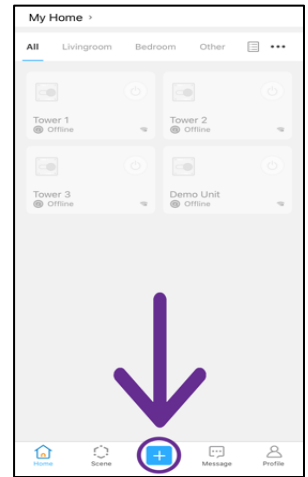 My Home ›
All Livingroom Bedroom Other
Tower 1
Offline
Tower 2
Offline
Tower 3
Offline
Demo Unit
Offline
Home Scene Message Profile